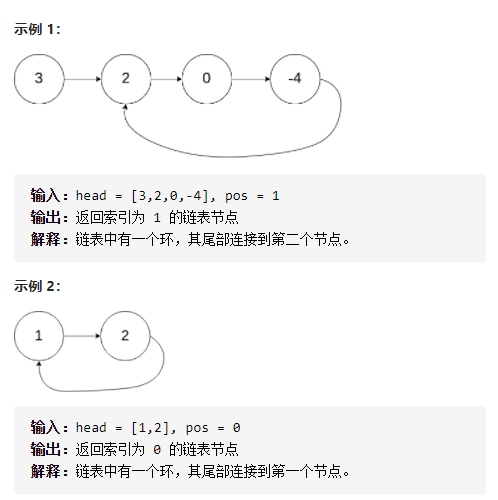 示例 1：
3 2 0 -4
输入：head = [3,2,0,-4], pos = 1
输出：返回索引为 1 的链表节点
解释：链表中有一个环，其尾部连接到第二个节点。
示例 2：
1 2
输入：head = [1,2], pos = 0
输出：返回索引为 0 的链表节点
解释：链表中有一个环，其尾部连接到第一个节点。